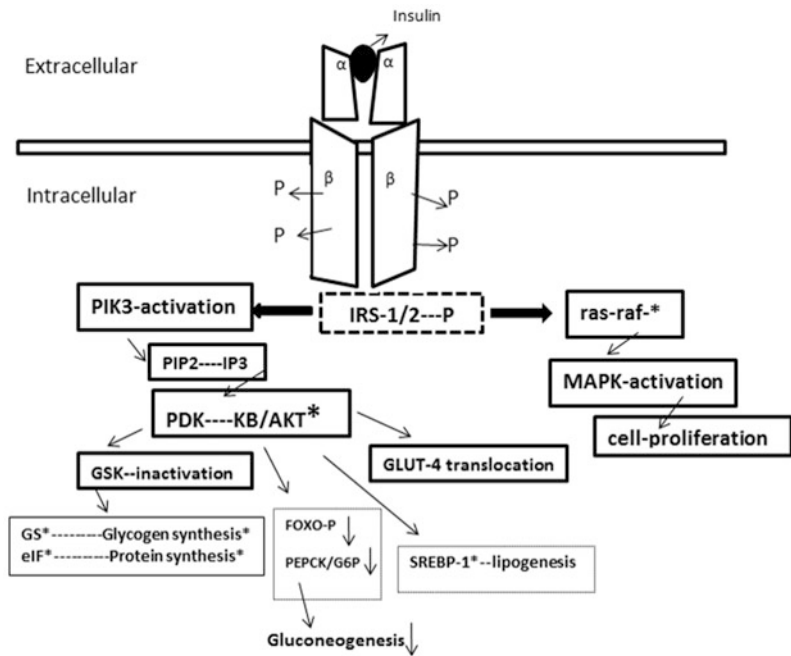 Insulin
Extracellular
α α
β β
Intracellular
P P
P P
PIK3-activation
IRS-1/2---P
ras-raf-*
PIP2----IP3
MAPK-activation
PDK----KB/AKT*
cell-proliferation
GSK--inactivation
GLUT-4 translocation
GS*--------Glycogen synthesis*
eIF*---------Protein synthesis*
FOXO-P
PEPCK/G6P
SREBP-1*--lipogenesis
Gluconeogenesis